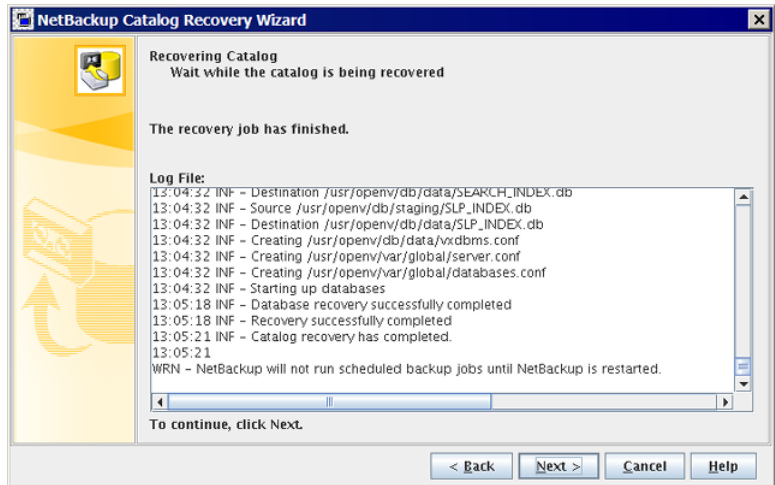 NetBackup Catalog Recovery Wizard
Recovering Catalog
Wait while the catalog is being recovered
The recovery job has finished.
Log File:
13:04:32 INF – Destination /usr/openv/db/data/SEARCH_INDEX.db
13:04:32 INF – Source /usr/openv/db/staging/SLP_INDEX.db
13:04:32 INF – Destination /usr/openv/db/data/SLP_INDEX.db
13:04:32 INF – Creating /usr/openv/db/data/vxdbms.conf
13:04:32 INF – Creating /usr/openv/var/global/server.conf
13:04:32 INF – Creating /usr/openv/var/global/databases.conf
13:04:32 INF – Starting up databases
13:05:18 INF – Database recovery successfully completed
13:05:18 INF – Recovery successfully completed
13:05:21 INF – Catalog recovery has completed.
13:05:21
WRN – NetBackup will not run scheduled backup jobs until NetBackup is restarted.
To continue, click Next.
< Back Next > Cancel Help